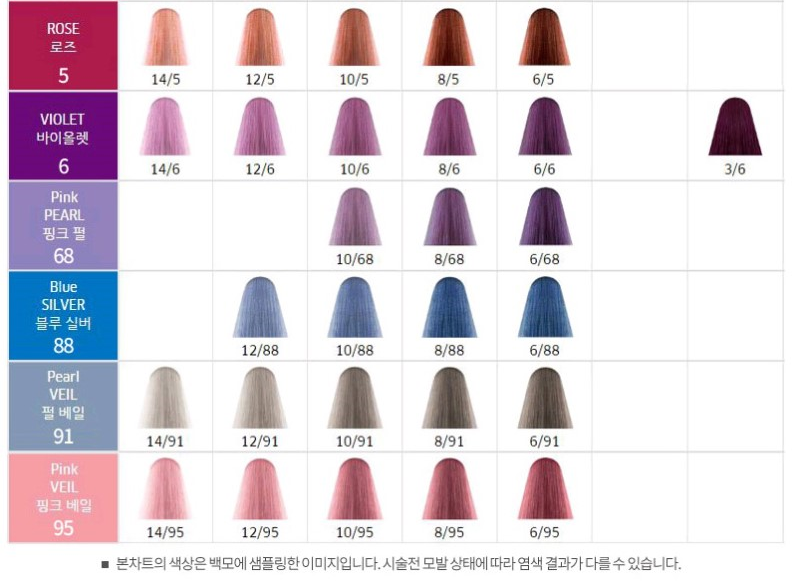 ROSE
로즈
5
14/5 12/5 10/5 8/5 6/5
VIOLET
바이올렛
6
14/6 12/6 10/6 8/6 6/6 3/6
Pink
PEARL
핑크 펄
68
10/68 8/68 6/68
Blue
SILVER
블루 실버
88
12/88 10/88 8/88 6/88
Pearl
VEIL
펄 베일
91
14/91 12/91 10/91 8/91 6/91
Pink
VEIL
핑크 베일
95
14/95 12/95 10/95 8/95 6/95
■ 본차트의 색상은 백모에 샘플링한 이미지입니다. 시술전 모발 상태에 따라 염색 결과가 다를 수 있습니다.